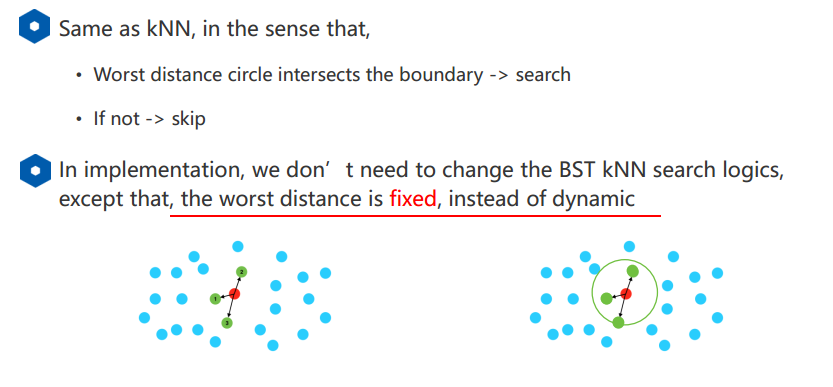 Same as kNN, in the sense that,
• Worst distance circle intersects the boundary -> search
• If not -> skip
In implementation, we don’t need to change the BST kNN search logics,
except that, the worst distance is fixed, instead of dynamic
2
1
3